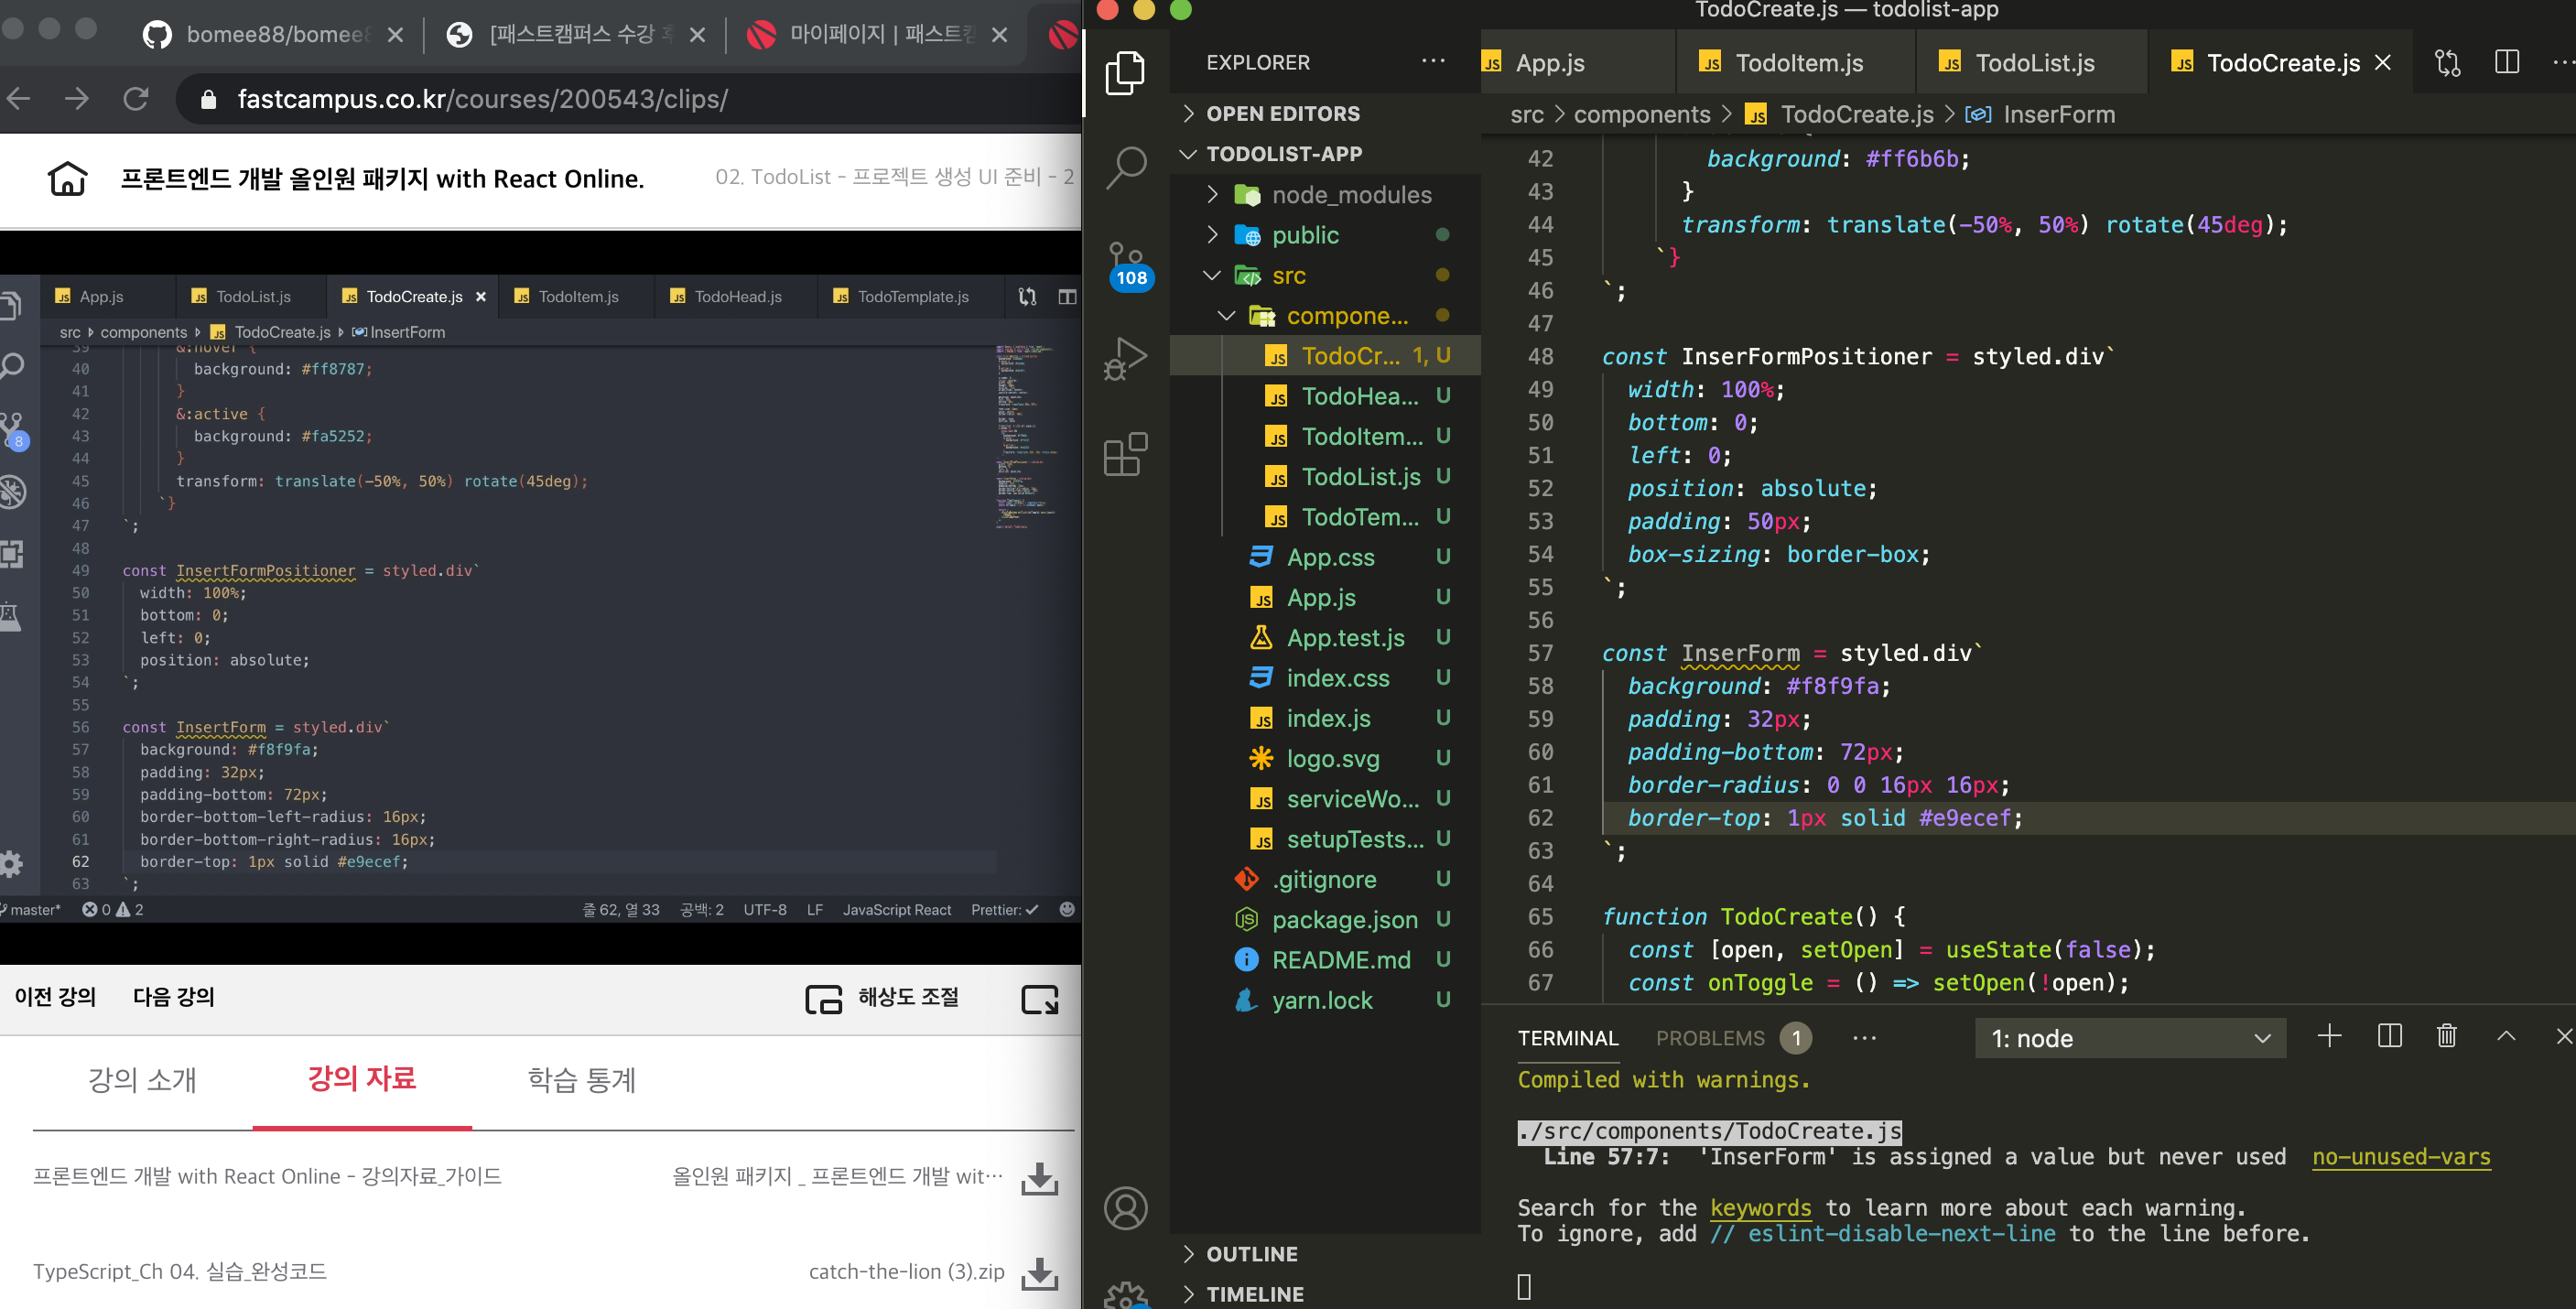 bomee88/bomee8
[패스트캠퍼스 수강 후
마이페이지 | 패스트캠
fastcampus.co.kr/courses/200543/clips/
프론트엔드 개발 올인원 패키지 with React Online.
02. TodoList - 프로젝트 생성 UI 준비 - 2
App.js
TodoList.js
TodoCreate.js
TodoItem.js
TodoHead.js
TodoTemplate.js
src components TodoCreate.js InsertForm
39 &:hover {
40 background: #ff8787;
41 }
42 &:active {
43 background: #fa5252;
44 }
45 transform: translate(-50%, 50%) rotate(45deg);
46 `}
47 `;
48
49 const InsertFormPositioner = styled.div`
50 width: 100%;
51 bottom: 0;
52 left: 0;
53 position: absolute;
54 `;
55
56 const InsertForm = styled.div`
57 background: #f8f9fa;
58 padding: 32px;
59 padding-bottom: 72px;
60 border-bottom-left-radius: 16px;
61 border-bottom-right-radius: 16px;
62 border-top: 1px solid #e9ecef;
63 `;
8
master* 0 2 줄 62, 열 33 공백: 2 UTF-8 LF JavaScript React Prettier: ✓
이전 강의 다음 강의 해상도 조절
강의 소개 강의 자료 학습 통계
프론트엔드 개발 with React Online - 강의자료_가이드 올인원 패키지 _ 프론트엔드 개발 wit…
TypeScript_Ch 04. 실습_완성코드 catch-the-lion (3).zip
TodoCreate.js — todolist-app
EXPLORER ...
OPEN EDITORS
TODOLIST-APP
node_modules
public
src
compone...
TodoCr... 1, U
TodoHea... U
TodoItem... U
TodoList.js U
TodoTem... U
App.css U
App.js U
App.test.js U
index.css U
index.js U
logo.svg U
serviceWo... U
setupTests... U
.gitignore U
package.json U
README.md U
yarn.lock U
OUTLINE
TIMELINE
108
App.js TodoItem.js TodoList.js TodoCreate.js
src > components > TodoCreate.js > InserForm
42 background: #ff6b6b;
43 }
44 transform: translate(-50%, 50%) rotate(45deg);
45 `}
46 `;
47
48 const InserFormPositioner = styled.div`
49 width: 100%;
50 bottom: 0;
51 left: 0;
52 position: absolute;
53 padding: 50px;
54 box-sizing: border-box;
55 `;
56
57 const InserForm = styled.div`
58 background: #f8f9fa;
59 padding: 32px;
60 padding-bottom: 72px;
61 border-radius: 0 0 16px 16px;
62 border-top: 1px solid #e9ecef;
63 `;
64
65 function TodoCreate() {
66 const [open, setOpen] = useState(false);
67 const onToggle = () => setOpen(!open);
TERMINAL PROBLEMS 1 ... 1: node
Compiled with warnings.
./src/components/TodoCreate.js
Line 57:7: 'InserForm' is assigned a value but never used no-unused-vars
Search for the keywords to learn more about each warning.
To ignore, add // eslint-disable-next-line to the line before.